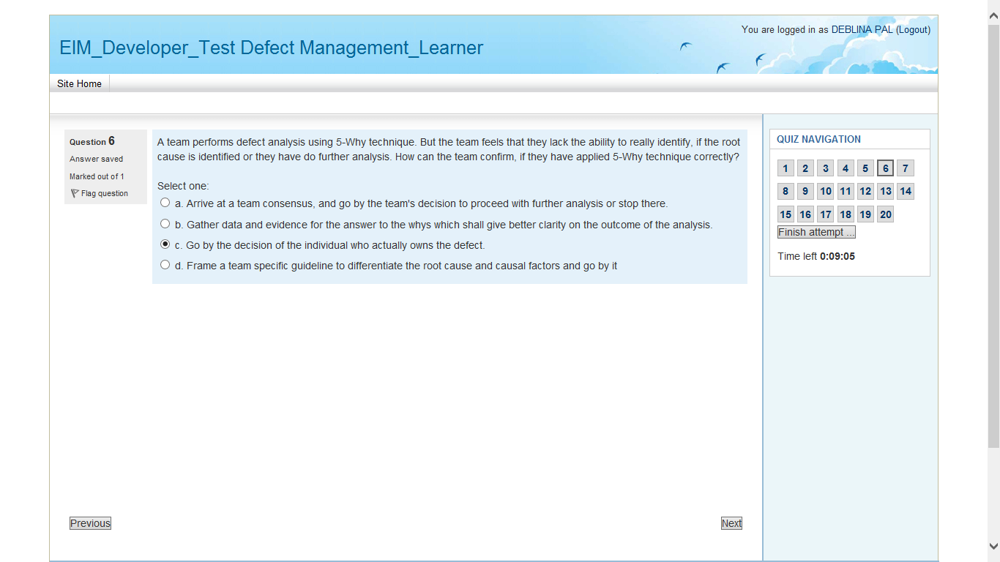 You are logged in as DEBLINA PAL (Logout)
EIM_Developer_Test Defect Management_Learner
Site Home
Question 6
Answer saved
Marked out of 1
Flag question
A team performs defect analysis using 5-Why technique. But the team feels that they lack the ability to really identify, if the root
cause is identified or they have do further analysis. How can the team confirm, if they have applied 5-Why technique correctly?
Select one:
a. Arrive at a team consensus, and go by the team's decision to proceed with further analysis or stop there.
b. Gather data and evidence for the answer to the whys which shall give better clarity on the outcome of the analysis.
c. Go by the decision of the individual who actually owns the defect.
d. Frame a team specific guideline to differentiate the root cause and causal factors and go by it
Previous
Next
QUIZ NAVIGATION
1 2 3 4 5 6 7
8 9 10 11 12 13 14
15 16 17 18 19 20
Finish attempt ...
Time left 0:09:05